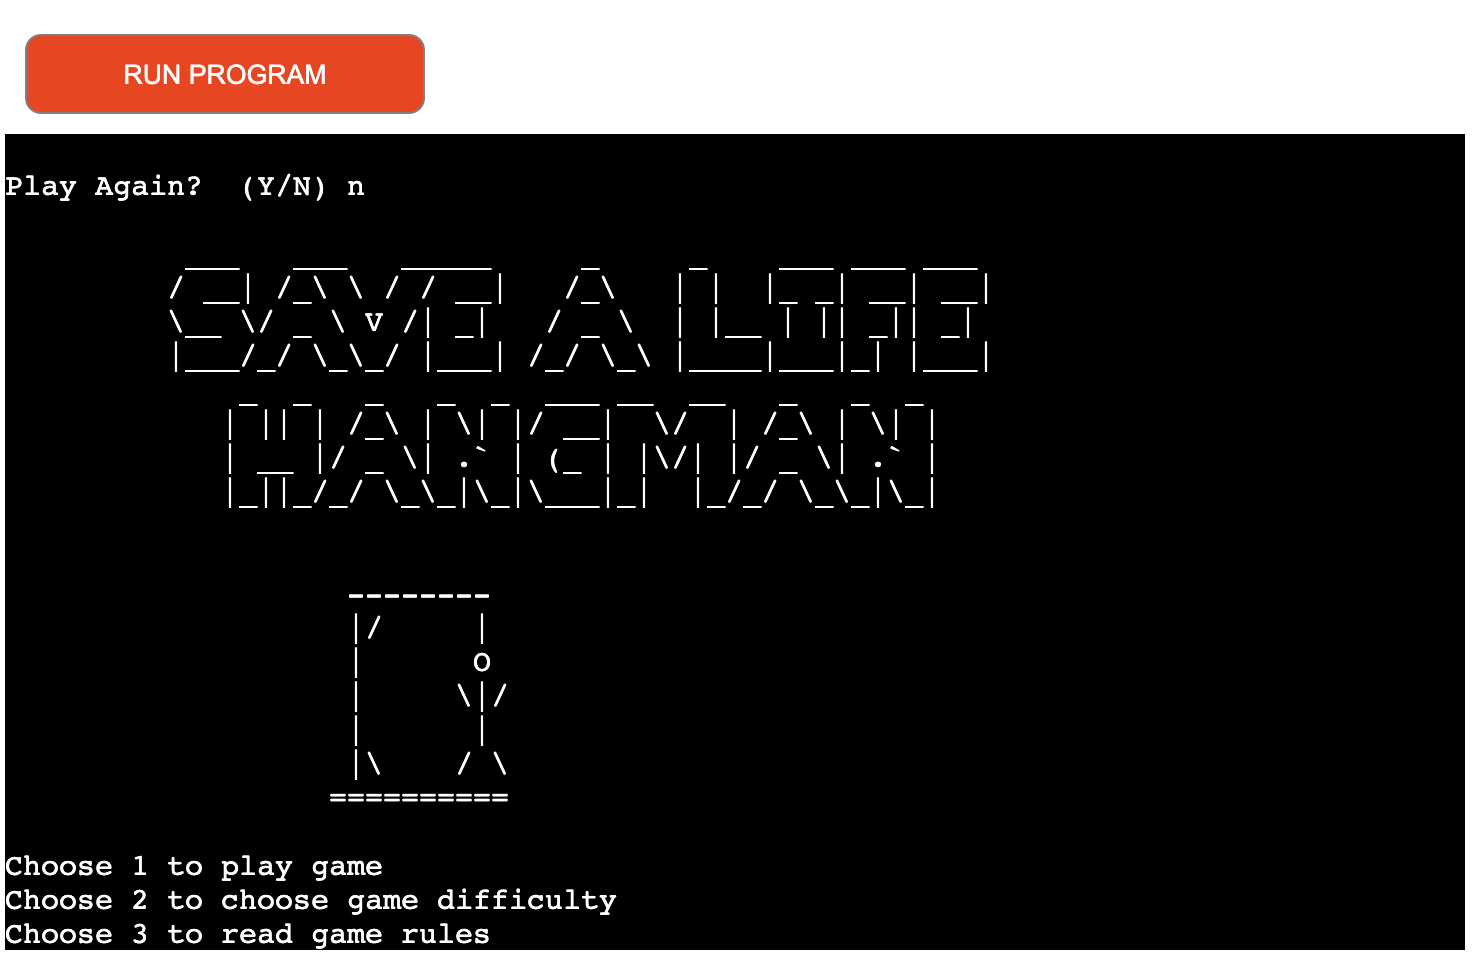 RUN PROGRAM
Play Again?  (Y/N) n
SAVE A LIFE
HANGMAN
Choose 1 to play game
Choose 2 to choose game difficulty
Choose 3 to read game rules